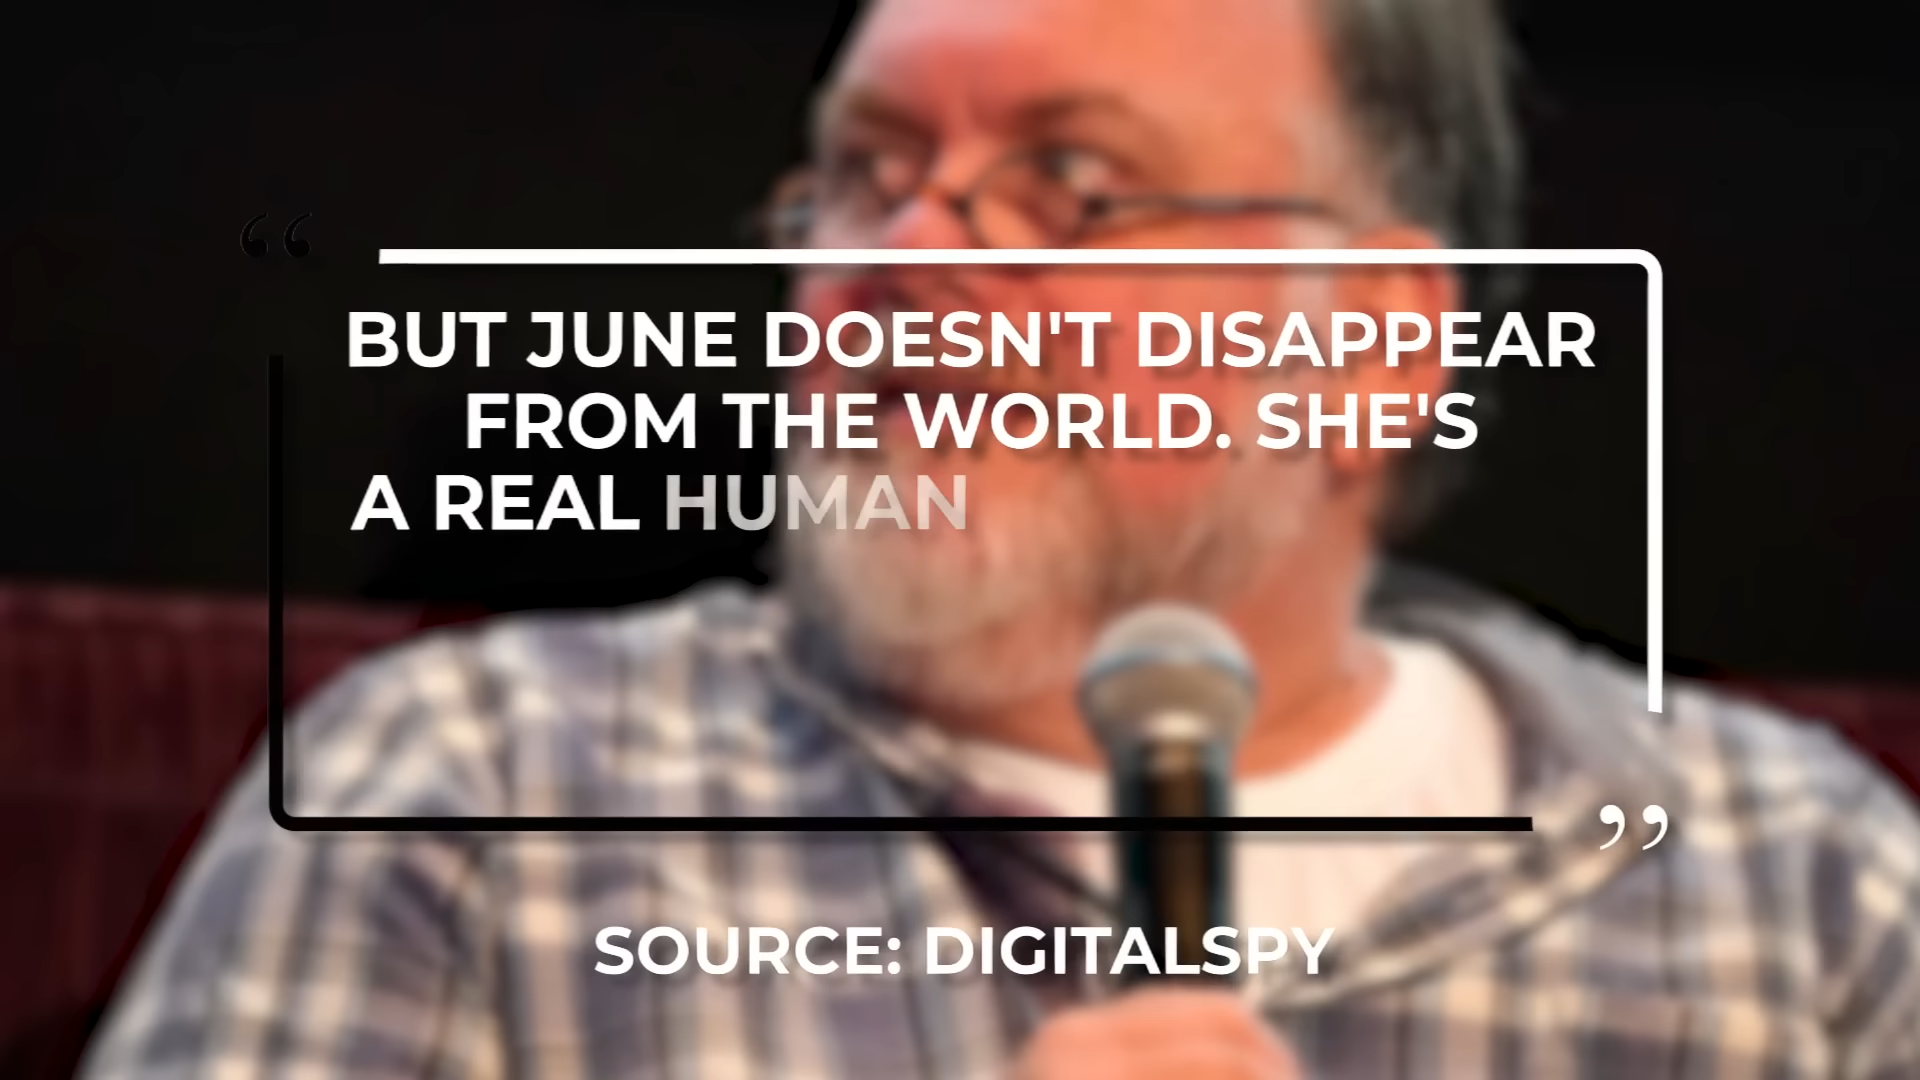 “
BUT JUNE DOESN'T DISAPPEAR
FROM THE WORLD. SHE'S
A REAL HUMAN
”
SOURCE: DIGITALSPY